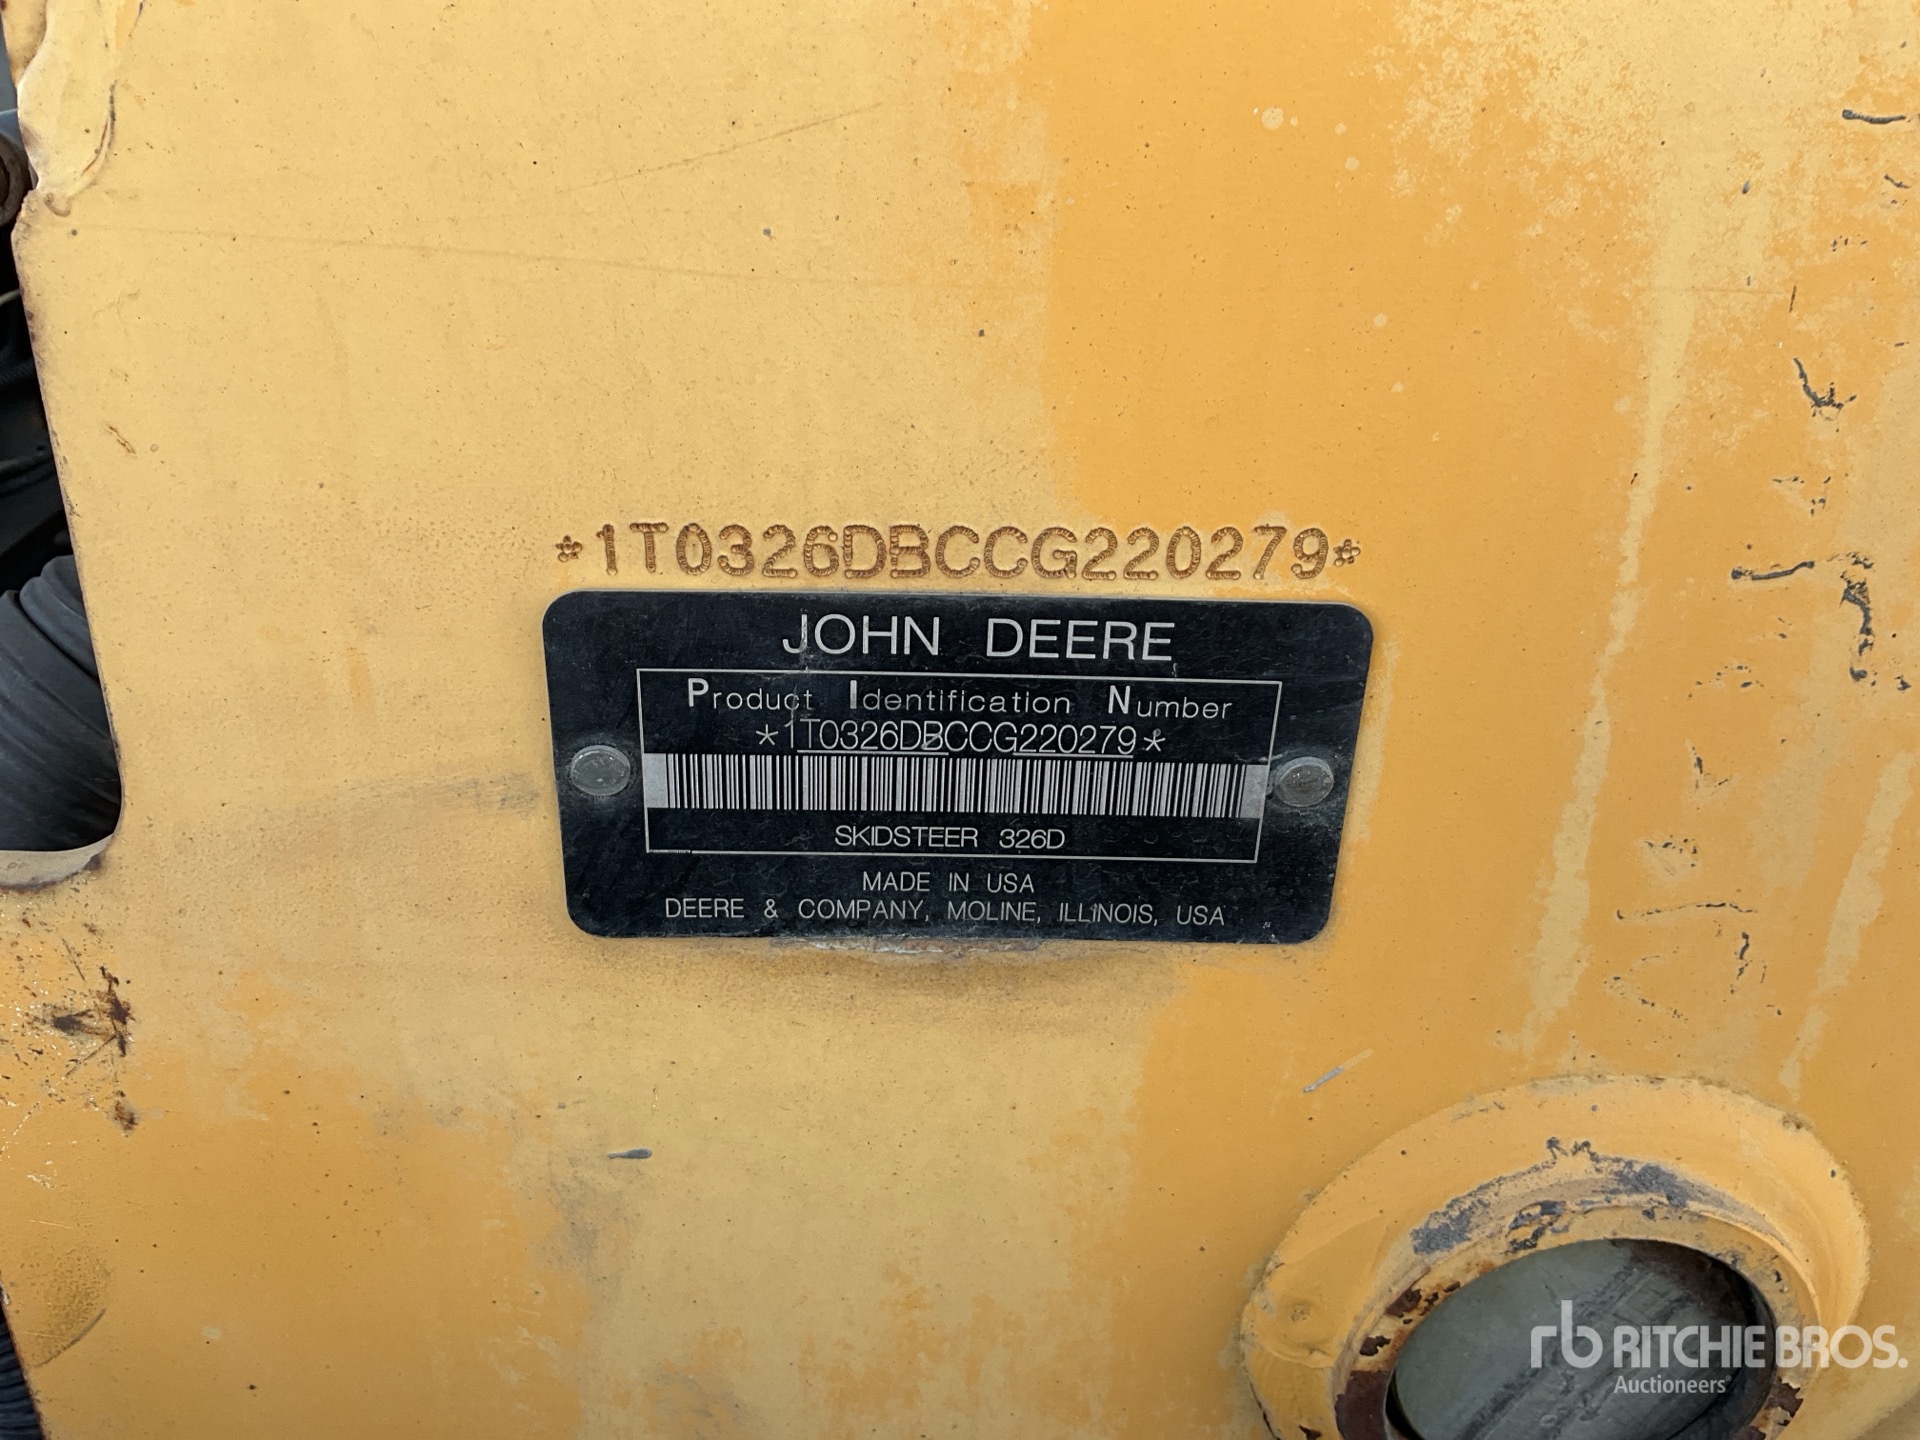 *1T0326DBCCG220279*
JOHN DEERE
Product Identification Number
*1T0326DBCCG220279*
SKIDSTEER 326D
MADE IN USA
DEERE & COMPANY, MOLINE, ILLINOIS, USA
rb RITCHIE BROS.
Auctioneers